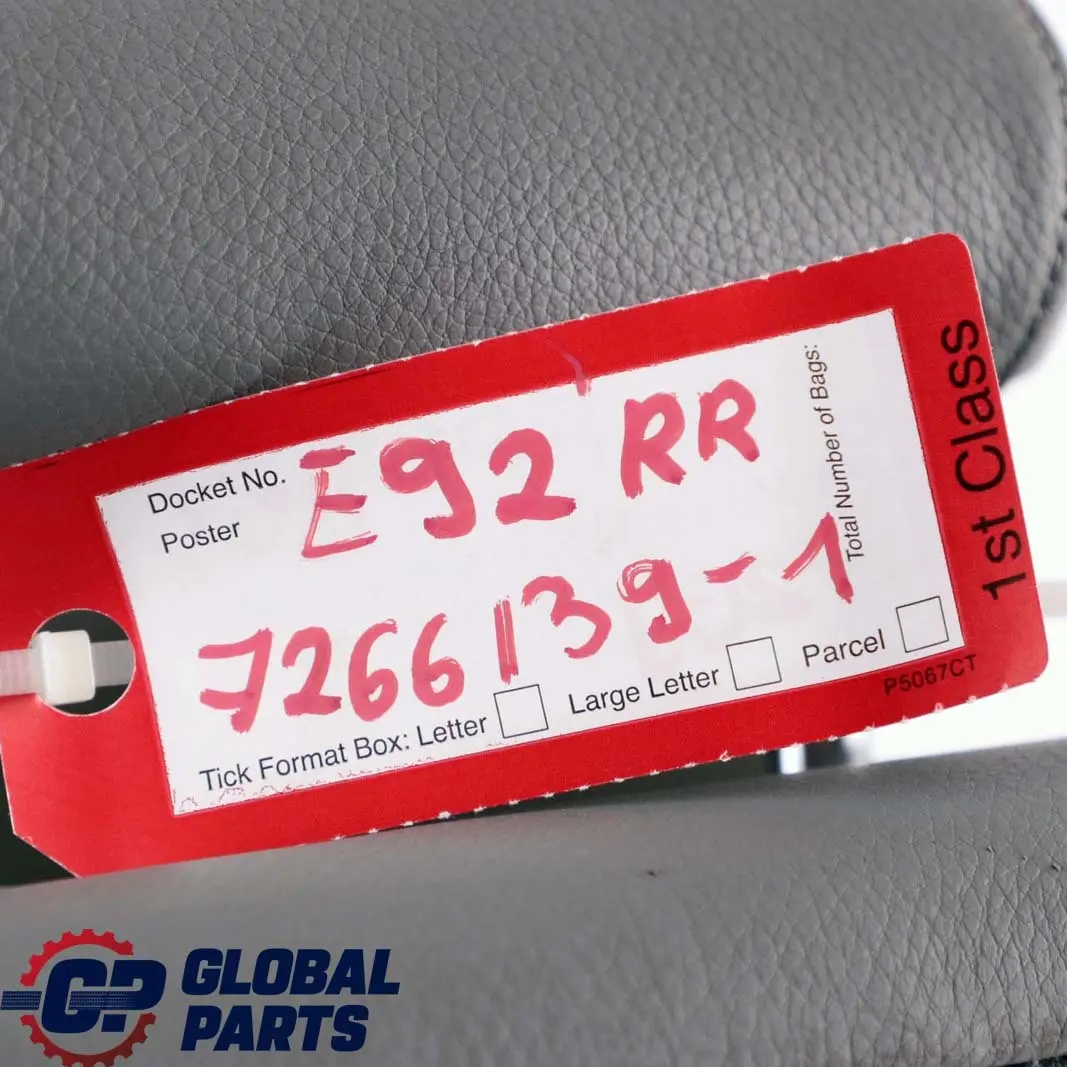 Docket No. E92 RR
Poster
7266139-1
Tick Format Box: Letter Large Letter Parcel
Total Number of Bags:
1st Class
P5067CT
GP GLOBAL
PARTS